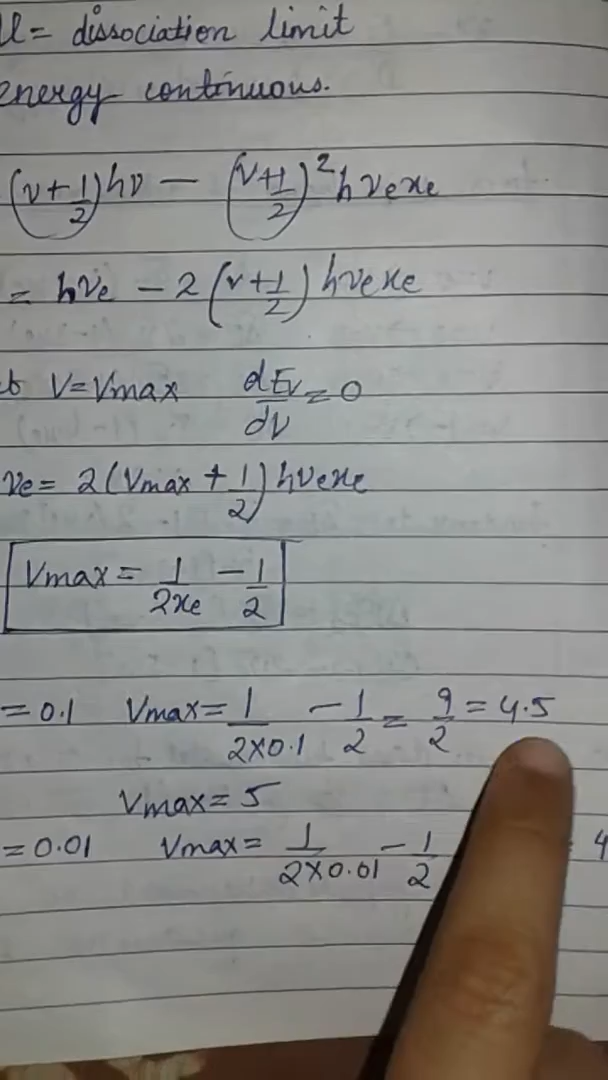 = dissociation limit
energy continuous.
(v+1/2)hν − (v+1/2)²hνexe
= hνe − 2(v+1/2)hνexe
V=Vmax dEv/dv=0
νe= 2(Vmax + 1/2)hνexe
Vmax = 1/2xe − 1/2
=0.1 Vmax= 1/2×0.1 − 1/2 = 9/2 = 4.5
Vmax=5
=0.01 Vmax= 1/2×0.01 − 1/2 4